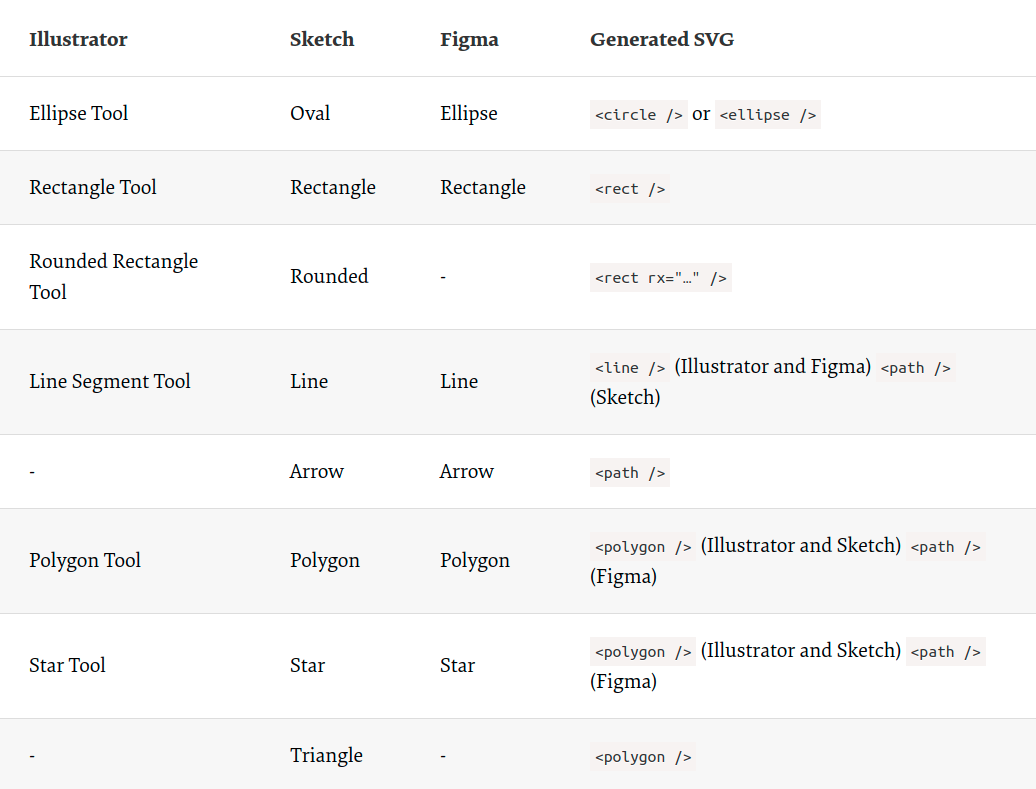 Illustrator Sketch Figma Generated SVG
Ellipse Tool Oval Ellipse <circle /> or <ellipse />
Rectangle Tool Rectangle Rectangle <rect />
Rounded Rectangle
Tool Rounded - <rect rx="…" />
Line Segment Tool Line Line <line /> (Illustrator and Figma) <path />
(Sketch)
- Arrow Arrow <path />
Polygon Tool Polygon Polygon <polygon /> (Illustrator and Sketch) <path />
(Figma)
Star Tool Star Star <polygon /> (Illustrator and Sketch) <path />
(Figma)
- Triangle - <polygon />